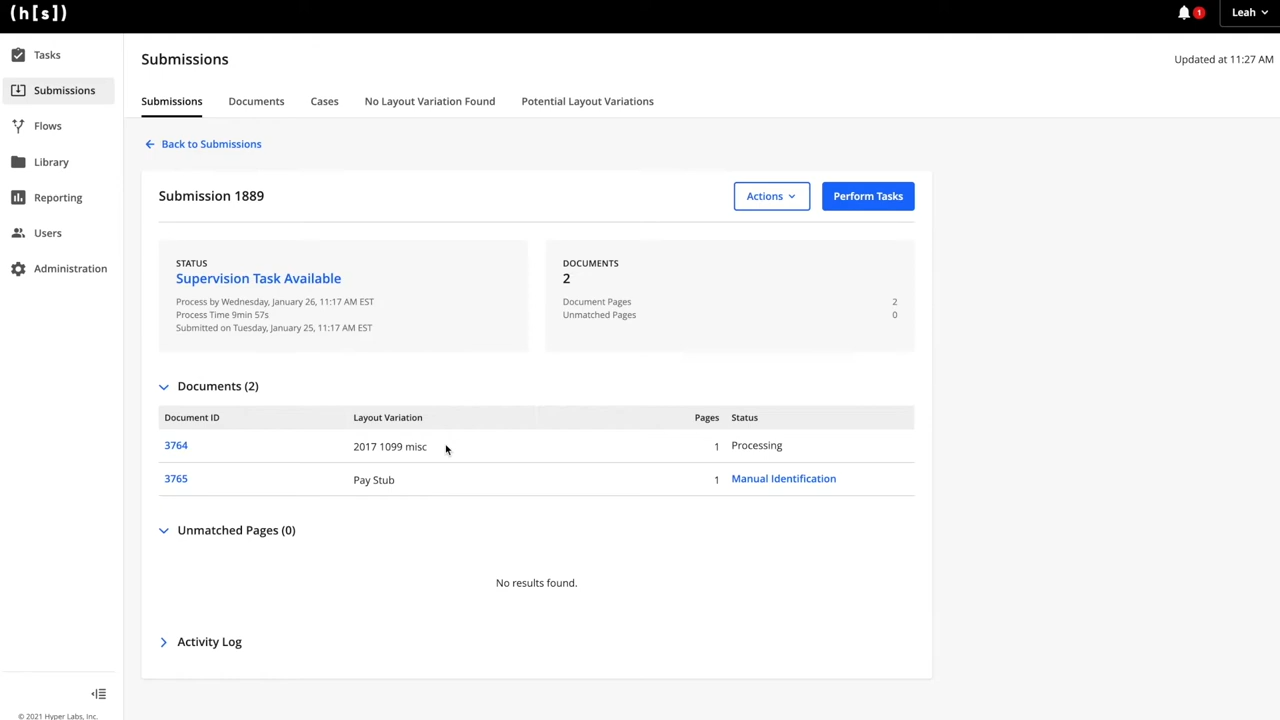 (h[s])
1
Leah
Tasks
Submissions
Flows
Library
Reporting
Users
Administration
© 2021 Hyper Labs, Inc.
Submissions
Updated at 11:27 AM
Submissions Documents Cases No Layout Variation Found Potential Layout Variations
Back to Submissions
Submission 1889
Actions
Perform Tasks
STATUS
Supervision Task Available
Process by Wednesday, January 26, 11:17 AM EST
Process Time 9min 57s
Submitted on Tuesday, January 25, 11:17 AM EST
DOCUMENTS
2
Document Pages 2
Unmatched Pages 0
Documents (2)
Document ID Layout Variation Pages Status
3764 2017 1099 misc 1 Processing
3765 Pay Stub 1 Manual Identification
Unmatched Pages (0)
No results found.
Activity Log